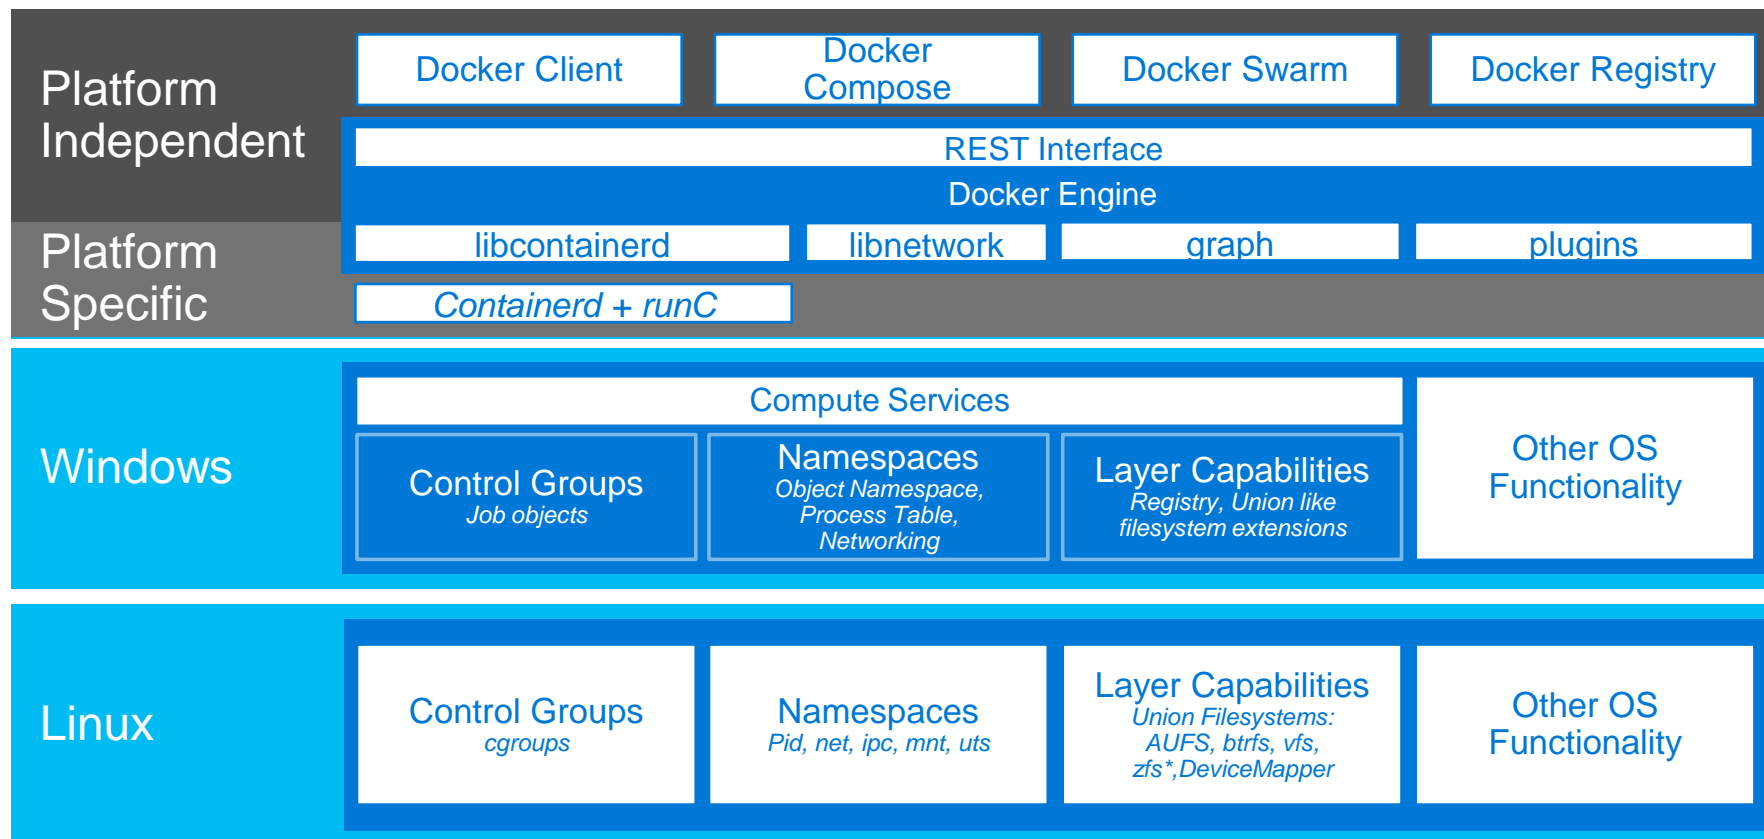 Platform
Independent
Docker Client
Docker
Compose
Docker Swarm
Docker Registry
REST Interface
Docker Engine
Platform
Specific
libcontainerd
libnetwork
graph
plugins
Containerd + runC
Windows
Compute Services
Control Groups
Job objects
Namespaces
Object Namespace,
Process Table,
Networking
Layer Capabilities
Registry, Union like
filesystem extensions
Other OS
Functionality
Linux
Control Groups
cgroups
Namespaces
Pid, net, ipc, mnt, uts
Layer Capabilities
Union Filesystems:
AUFS, btrfs, vfs,
zfs*,DeviceMapper
Other OS
Functionality